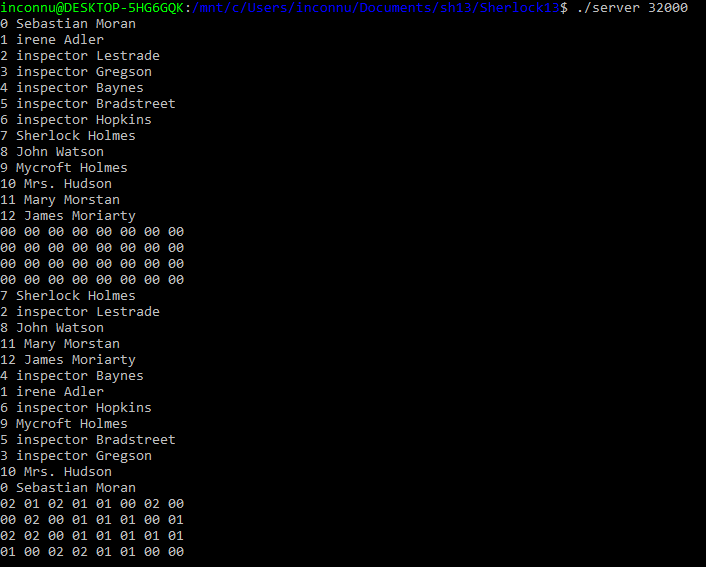 inconnu@DESKTOP-5HG6GQK:/mnt/c/Users/inconnu/Documents/sh13/Sherlock13$ ./server 32000
0 Sebastian Moran
1 irene Adler
2 inspector Lestrade
3 inspector Gregson
4 inspector Baynes
5 inspector Bradstreet
6 inspector Hopkins
7 Sherlock Holmes
8 John Watson
9 Mycroft Holmes
10 Mrs. Hudson
11 Mary Morstan
12 James Moriarty
00 00 00 00 00 00 00 00
00 00 00 00 00 00 00 00
00 00 00 00 00 00 00 00
00 00 00 00 00 00 00 00
7 Sherlock Holmes
2 inspector Lestrade
8 John Watson
11 Mary Morstan
12 James Moriarty
4 inspector Baynes
1 irene Adler
6 inspector Hopkins
9 Mycroft Holmes
5 inspector Bradstreet
3 inspector Gregson
10 Mrs. Hudson
0 Sebastian Moran
02 01 02 01 01 00 02 00
00 02 00 01 01 01 00 01
02 02 00 01 01 01 01 01
01 00 02 02 01 01 00 00